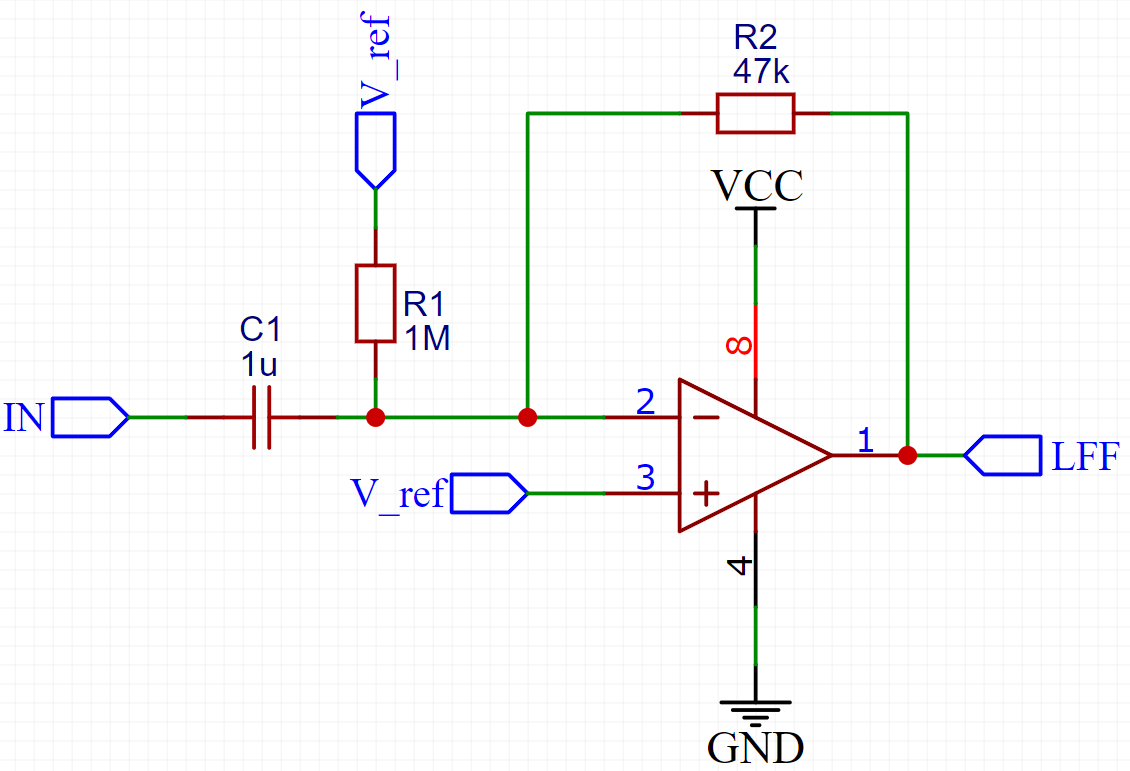 V_ref
R2
47k
VCC
R1
1M
C1
1u
8
IN
2
1
LFF
V_ref
3
4
GND